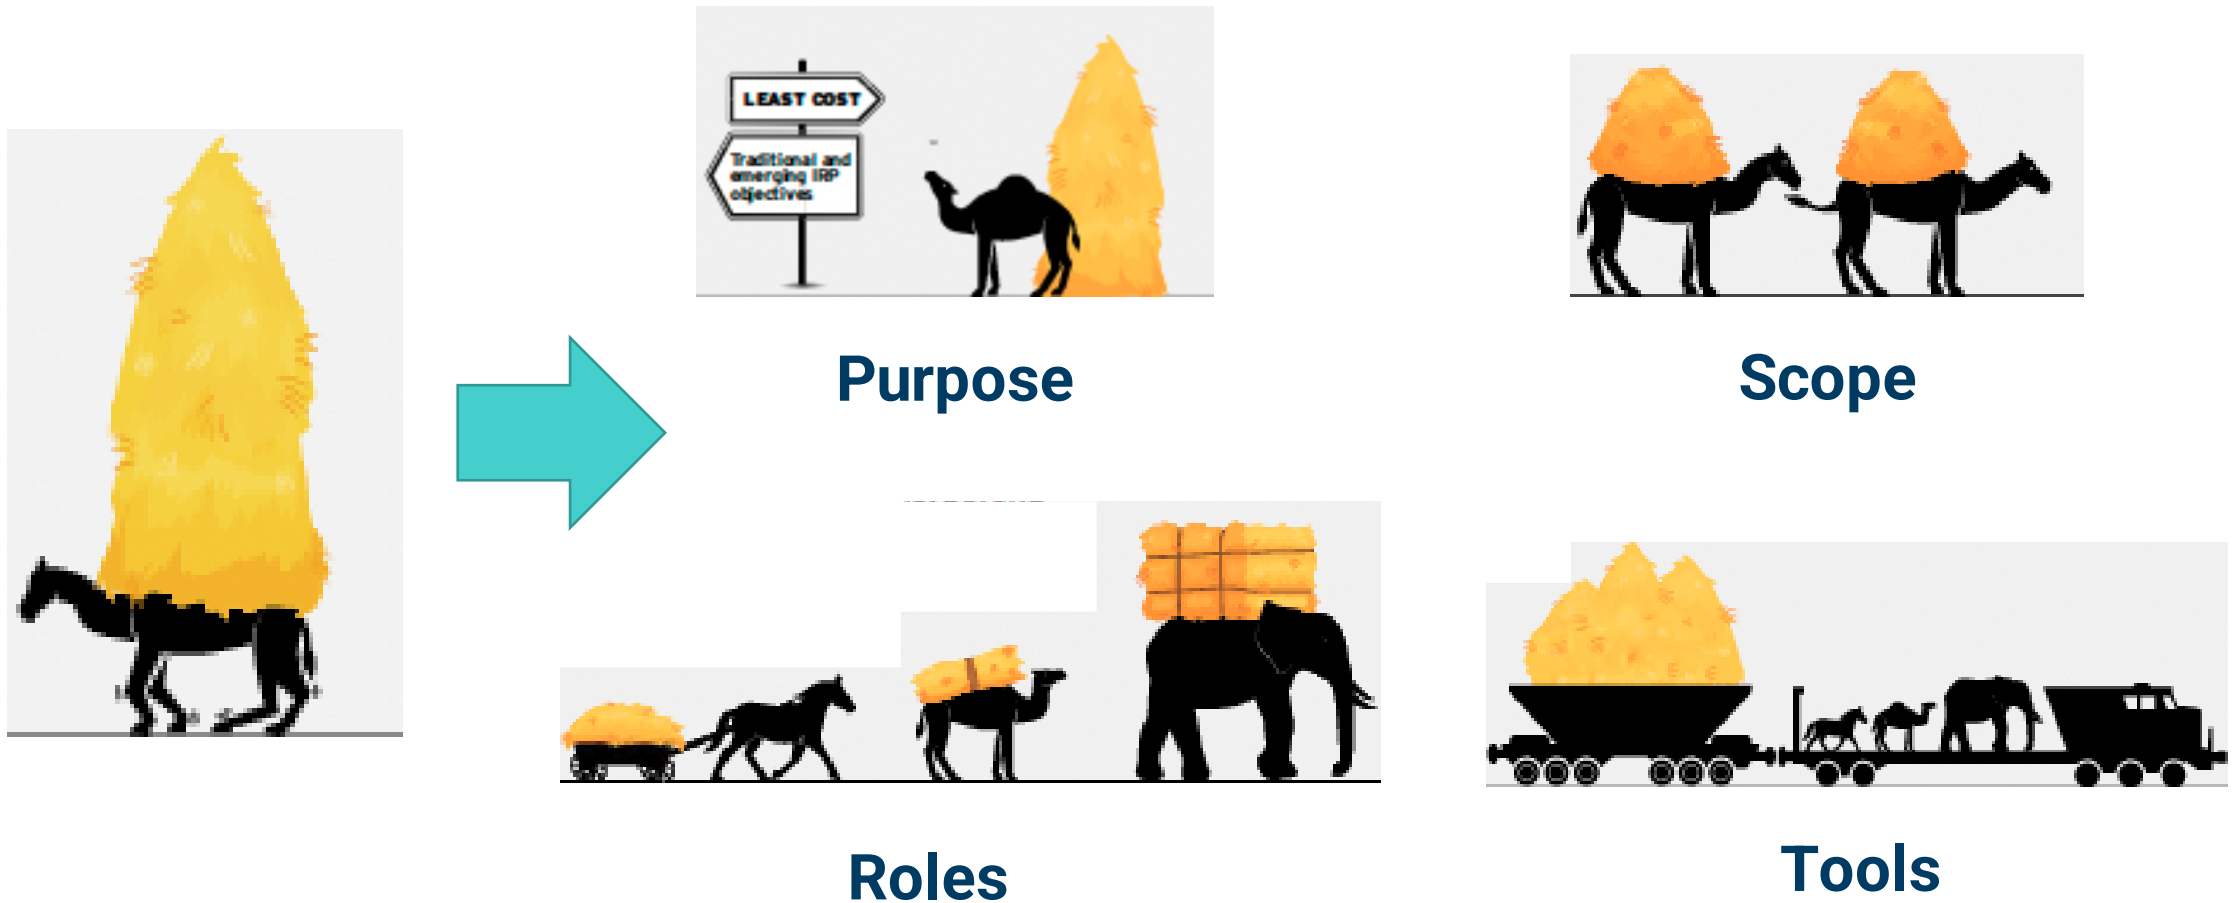 LEAST COST
Traditional and
emerging IRP
objectives
Purpose
Scope
Roles
Tools